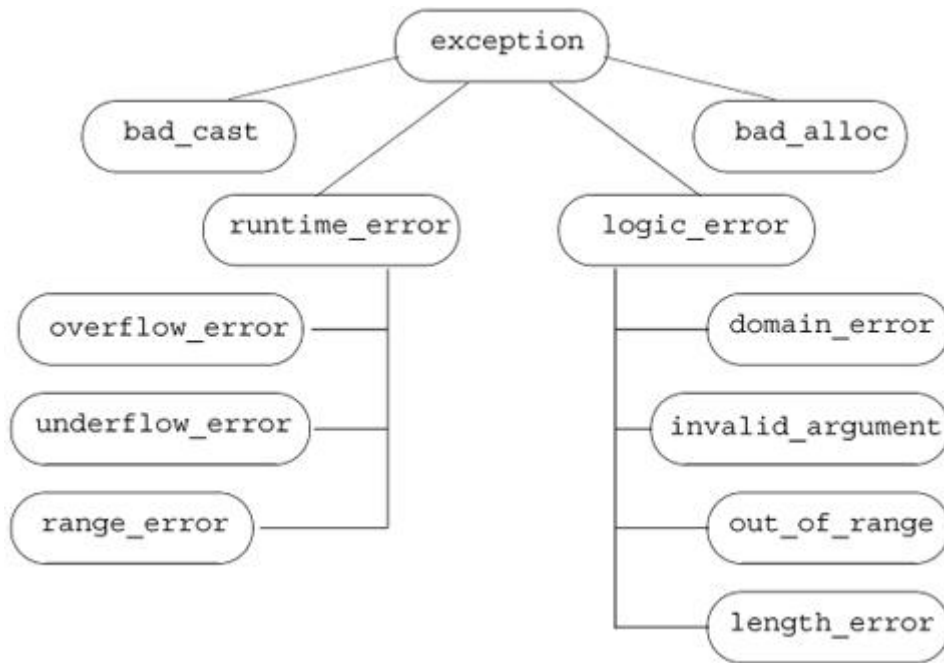 exception
bad_cast
bad_alloc
runtime_error
logic_error
overflow_error
domain_error
underflow_error
invalid_argument
range_error
out_of_range
length_error